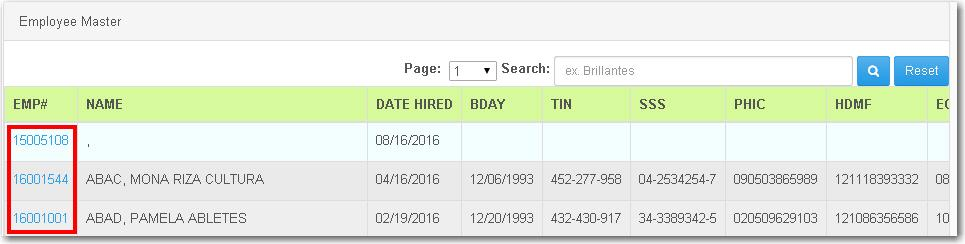 Employee Master
Page: 1 Search: ex. Brillantes Reset
EMP# NAME DATE HIRED BDAY TIN SSS PHIC HDMF
15005108 , 08/16/2016
16001544 ABAC, MONA RIZA CULTURA 04/16/2016 12/06/1993 452-277-958 04-2534254-7 090503865989 121118393332 08
16001001 ABAD, PAMELA ABLETES 02/19/2016 12/20/1993 432-430-917 34-3389342-5 020509629103 121086356586 10